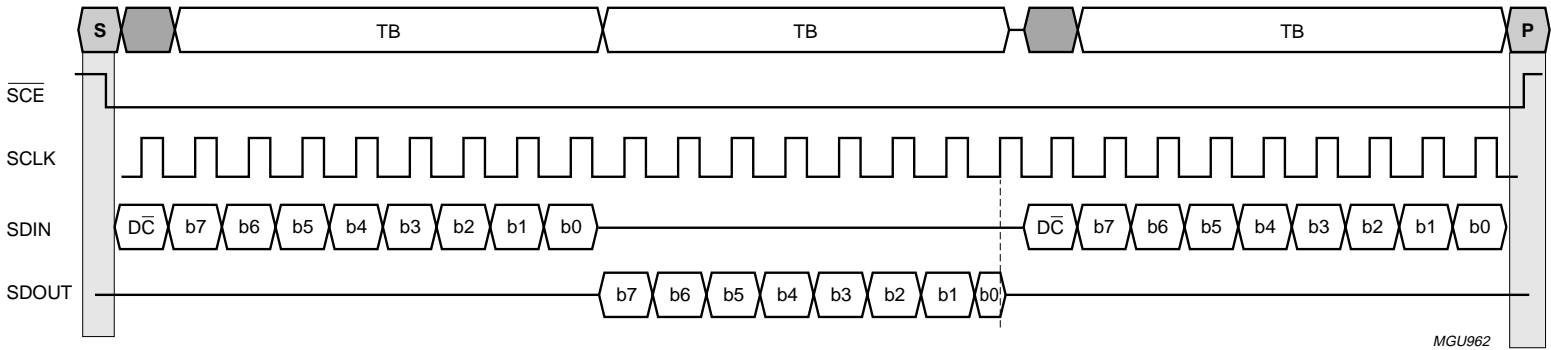 S TB TB TB P
SCE
SCLK
SDIN DC b7 b6 b5 b4 b3 b2 b1 b0 DC b7 b6 b5 b4 b3 b2 b1 b0
SDOUT b7 b6 b5 b4 b3 b2 b1 b0
MGU962